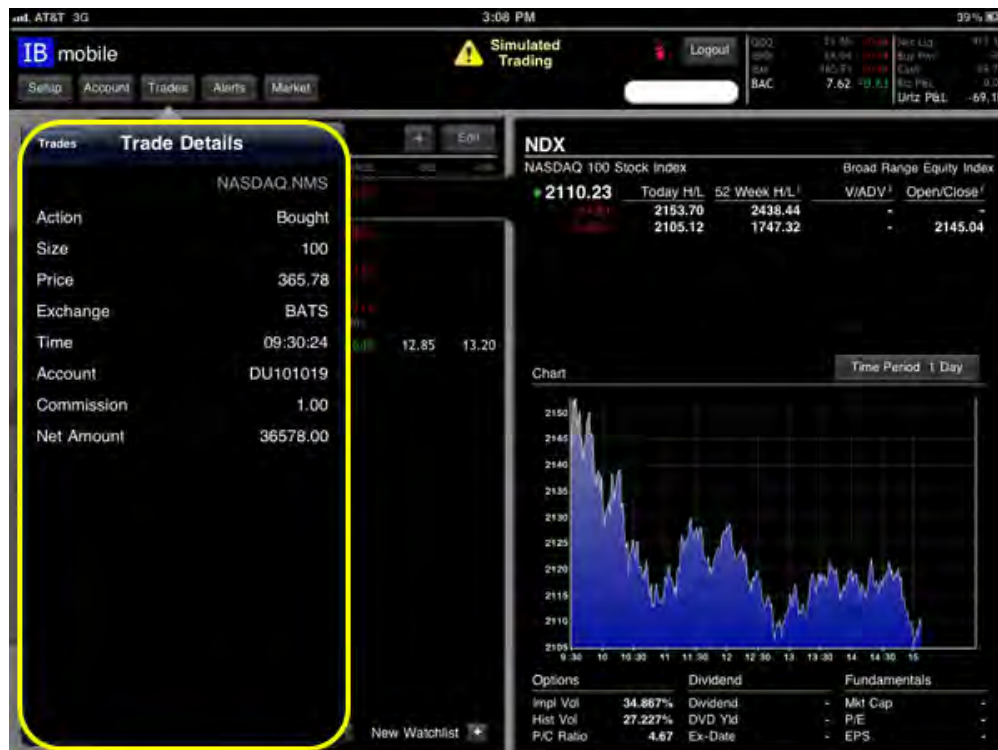 AT&T 3G 3:08 PM 39%
IB mobile
Simulated Trading
Logout
Setup Account Trades Alerts Market
BAC 7.62
Urlz P&L
Trades Trade Details
Edit
NASDAQ.NMS
Action Bought
Size 100
Price 365.78
Exchange BATS
Time 09:30:24
Account DU101019
Commission 1.00
Net Amount 36578.00
12.85 13.20
New Watchlist +
NDX
NASDAQ 100 Stock Index Broad Range Equity Index
2110.23 Today H/L 52 Week H/L V/ADV Open/Close
2153.70 2438.44 - -
2105.12 1747.32 - 2145.04
Chart Time Period 1 Day
2150
2145
2140
2135
2130
2125
2120
2115
2110
2105
9:30 10 10:30 11 11:30 12 12:30 13 13:30 14 14:30 15
Options Dividend Fundamentals
Impl Vol 34.867% Dividend - Mkt Cap
Hist Vol 27.227% DVD Yld - P/E
P/C Ratio 4.67 Ex-Date - EPS